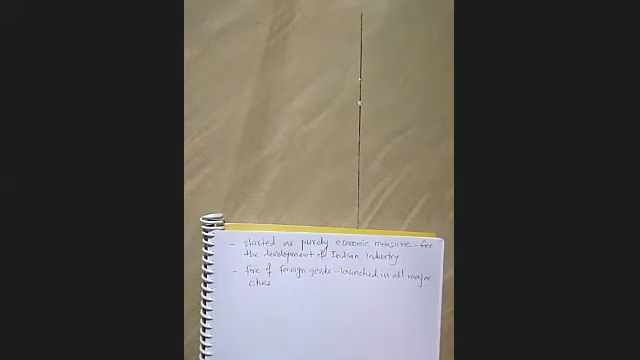 - started as purely economic measure - for
the development of Indian Industry
- fire of foreign goods - launched in all major
cities